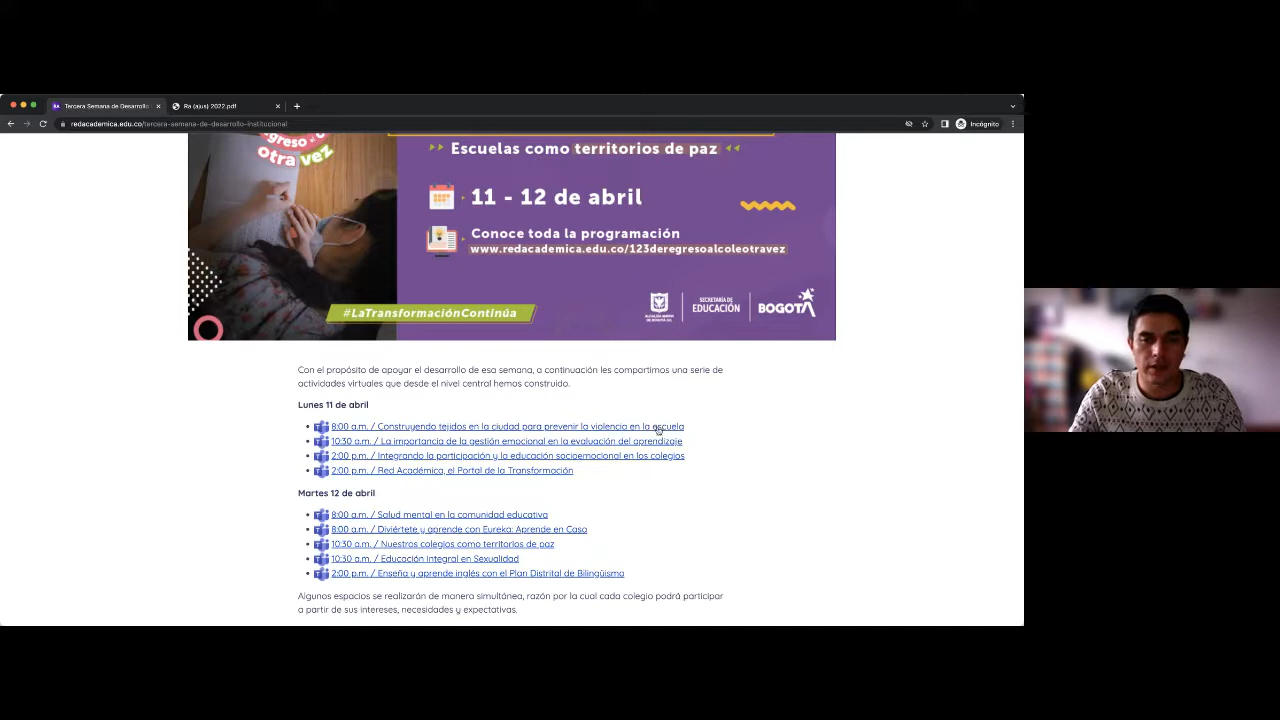 Tercera Semana de Desarrollo
Ra (ajus) 2022.pdf
redacademica.edu.co/tercera-semana-de-desarrollo-institucional
Incógnito
otra vez
Escuelas como territorios de paz
11 - 12 de abril
Conoce toda la programación
www.redacademica.edu.co/123deregresoalcoleotravez
#LaTransformaciónContinúa
SECRETARÍA DE
EDUCACIÓN
BOGOTÁ
Con el propósito de apoyar el desarrollo de esa semana, a continuación les compartimos una serie de
actividades virtuales que desde el nivel central hemos construido.
Lunes 11 de abril
8:00 a.m. / Construyendo tejidos en la ciudad para prevenir la violencia en la escuela
10:30 a.m. / La importancia de la gestión emocional en la evaluación del aprendizaje
2:00 p.m. / Integrando la participación y la educación socioemocional en los colegios
2:00 p.m. / Red Académica, el Portal de la Transformación
Martes 12 de abril
8:00 a.m. / Salud mental en la comunidad educativa
8:00 a.m. / Diviértete y aprende con Eureka: Aprende en Casa
10:30 a.m. / Nuestros colegios como territorios de paz
10:30 a.m. / Educación Integral en Sexualidad
2:00 p.m. / Enseña y aprende inglés con el Plan Distrital de Bilingüismo
Algunos espacios se realizarán de manera simultánea, razón por la cual cada colegio podrá participar
a partir de sus intereses, necesidades y expectativas.